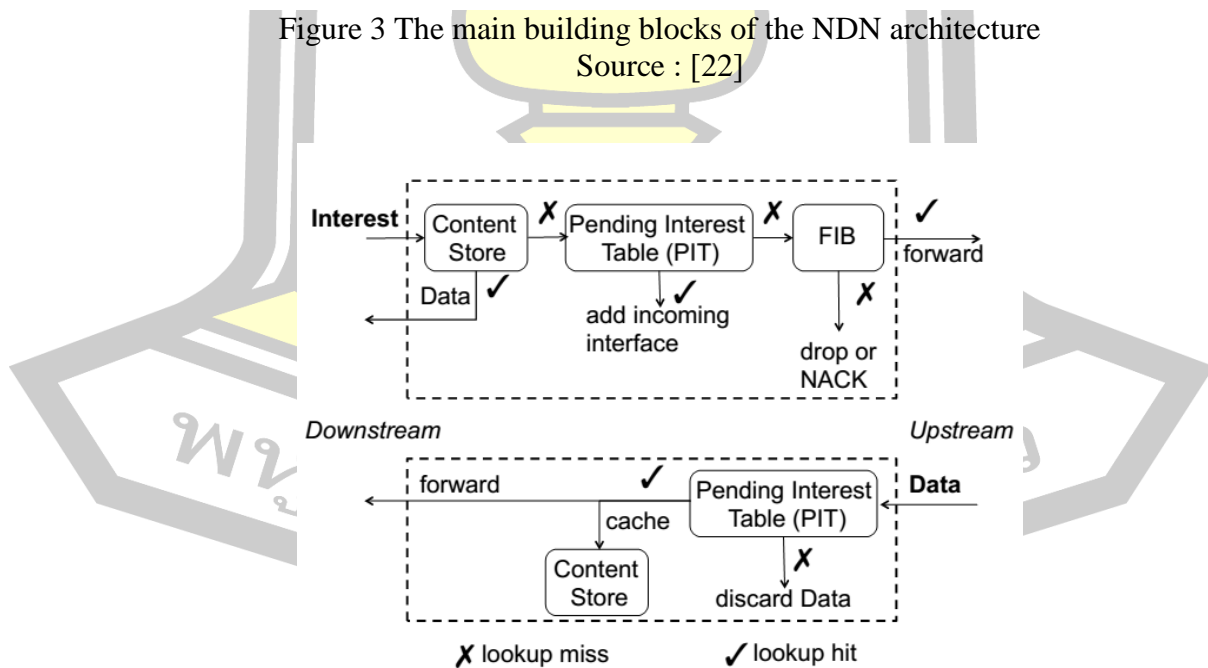 Figure 3 The main building blocks of the NDN architecture
Source : [22]
Interest
Content
Store
✗
Pending Interest
Table (PIT)
✗
FIB
✓
forward
Data
✓
✓
add incoming
interface
✗
drop or
NACK
Downstream
Upstream
forward
✓
cache
Pending Interest
Table (PIT)
Data
Content
Store
✗
discard Data
✗ lookup miss
✓ lookup hit